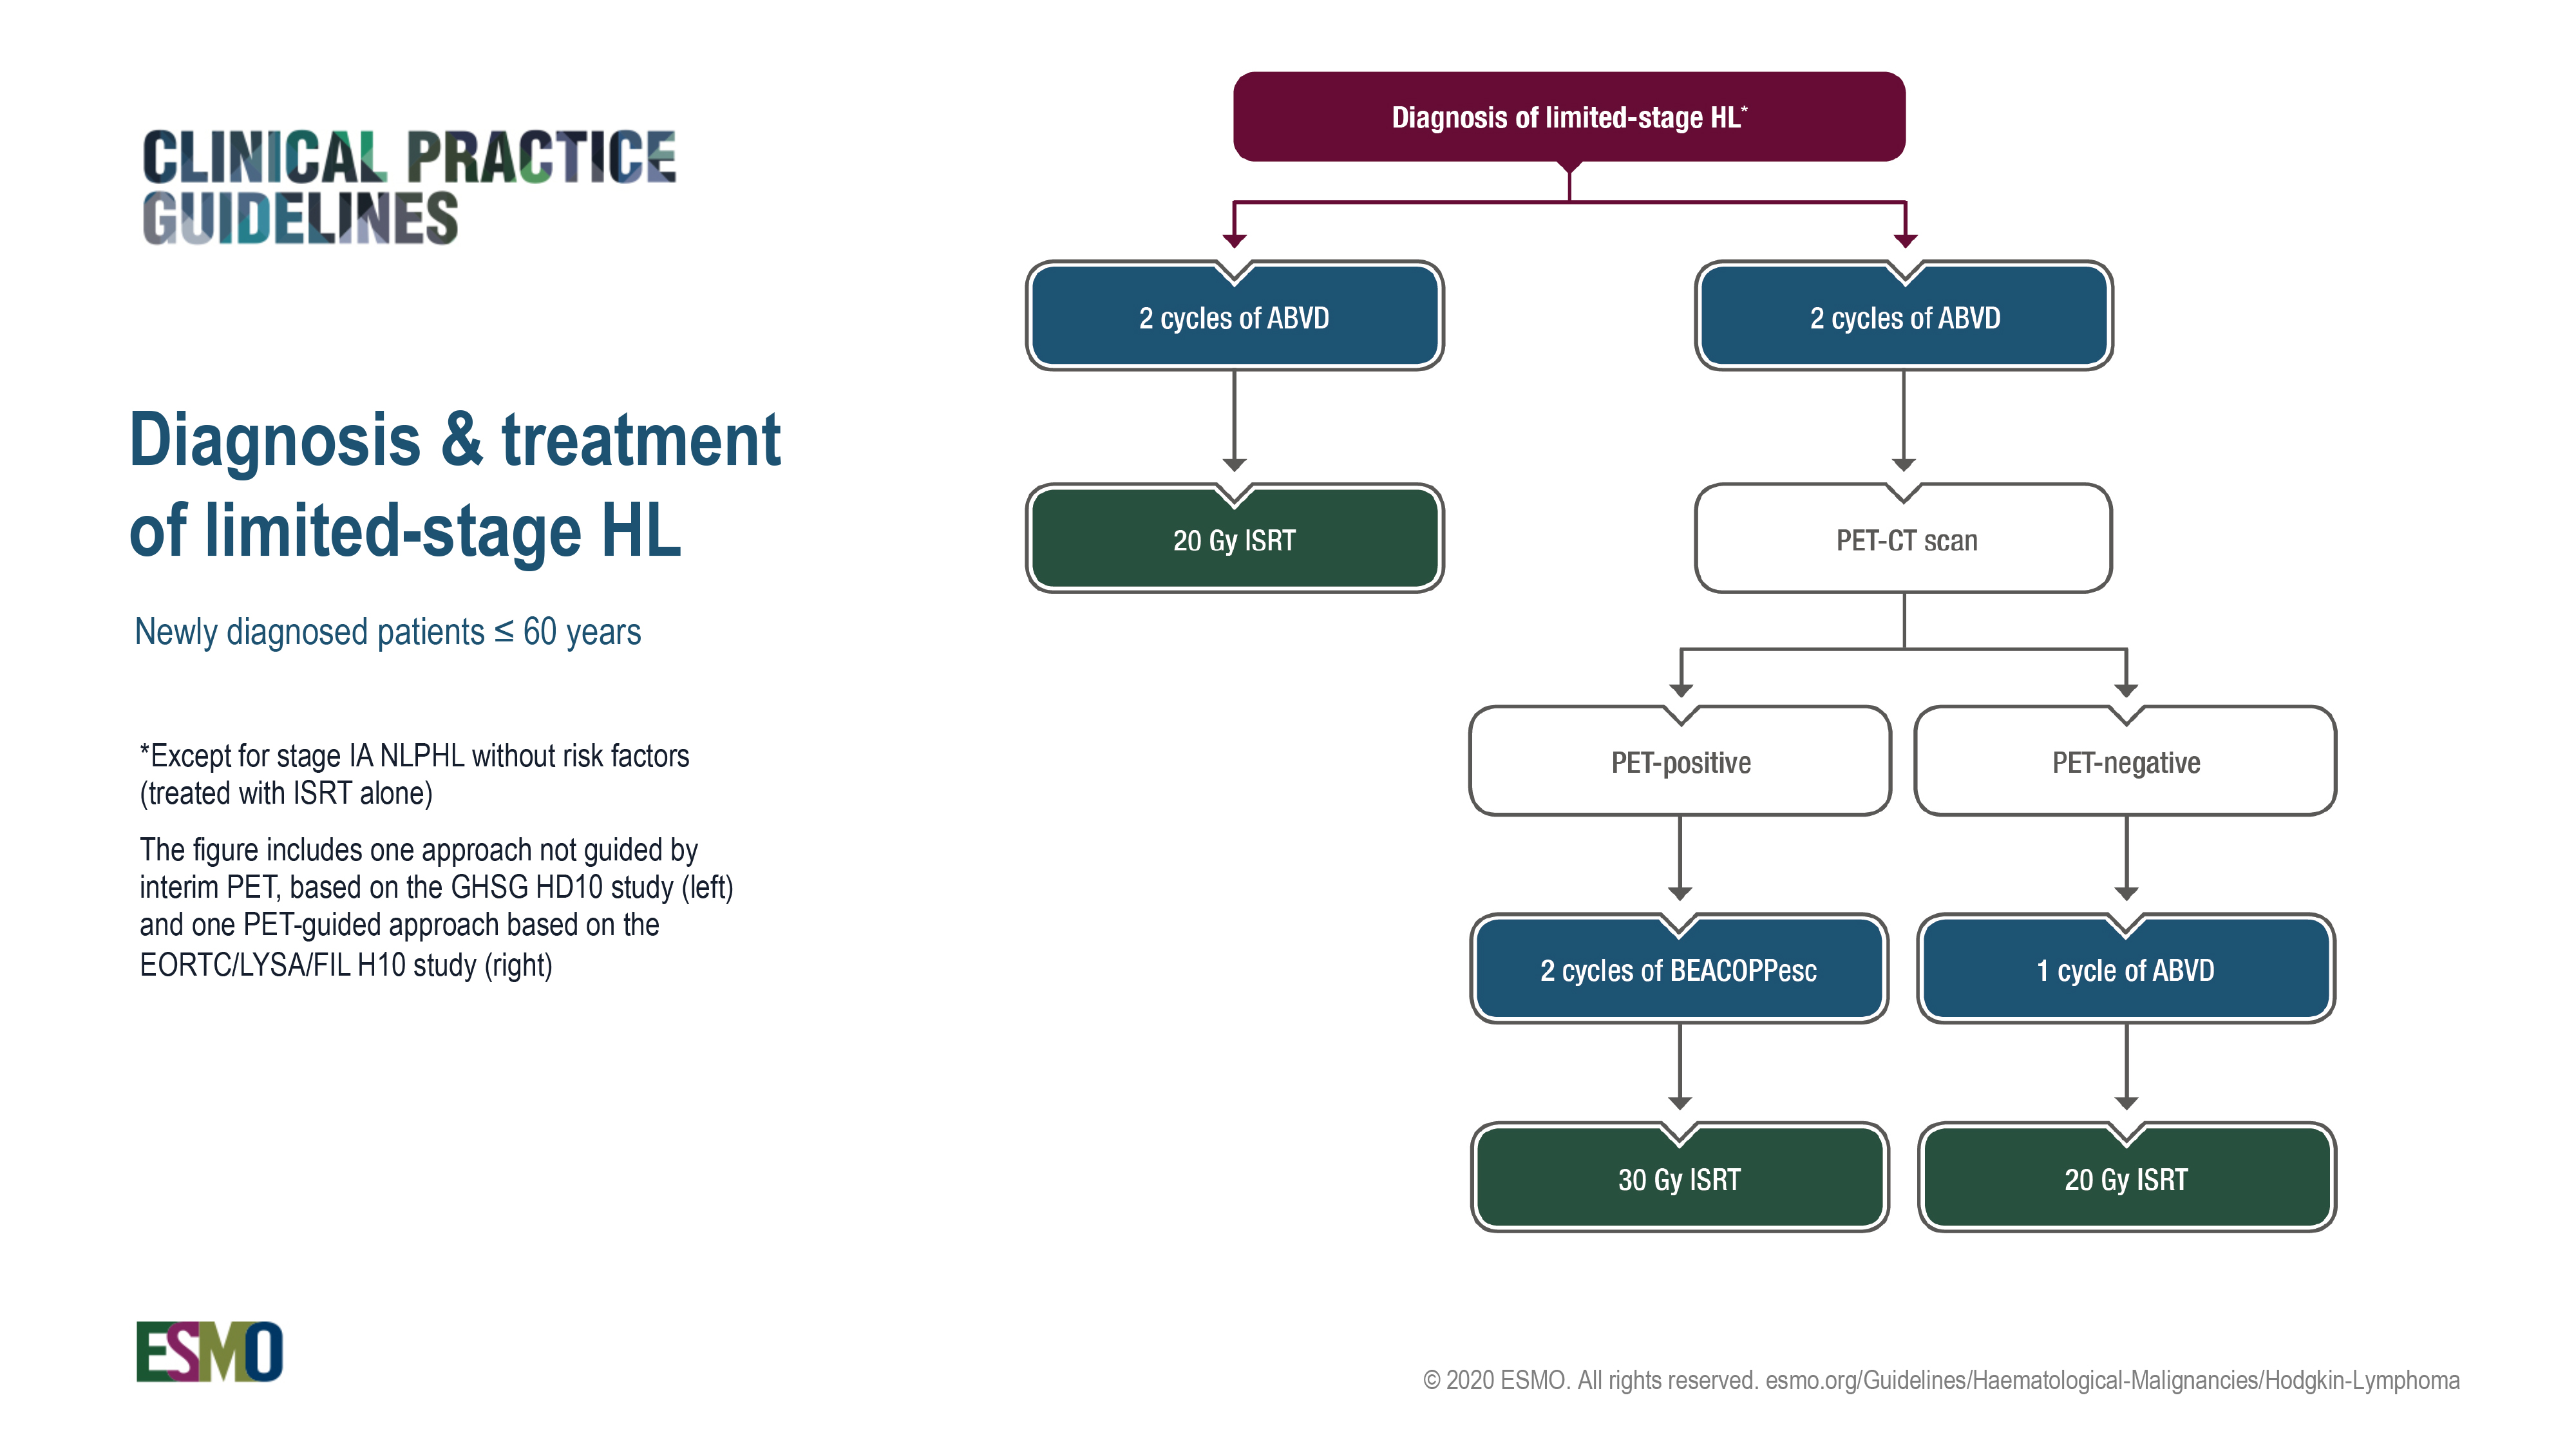 CLINICAL PRACTICE
GUIDELINES
Diagnosis & treatment
of limited-stage HL
Newly diagnosed patients ≤ 60 years
*Except for stage IA NLPHL without risk factors
(treated with ISRT alone)
The figure includes one approach not guided by
interim PET, based on the GHSG HD10 study (left)
and one PET-guided approach based on the
EORTC/LYSA/FIL H10 study (right)
Diagnosis of limited-stage HL*
2 cycles of ABVD
2 cycles of ABVD
20 Gy ISRT
PET-CT scan
PET-positive
PET-negative
2 cycles of BEACOPPesc
1 cycle of ABVD
30 Gy ISRT
20 Gy ISRT
ESMO
© 2020 ESMO. All rights reserved. esmo.org/Guidelines/Haematological-Malignancies/Hodgkin-Lymphoma